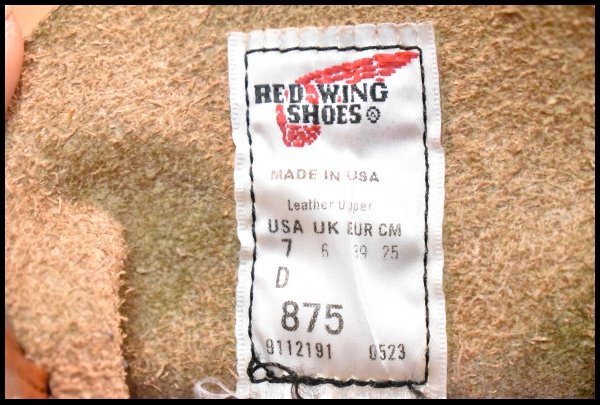 RED WING
SHOES ®
MADE IN USA
Leather Upper
USA UK EUR CM
7 6 39 25
D
875
9112191 0523